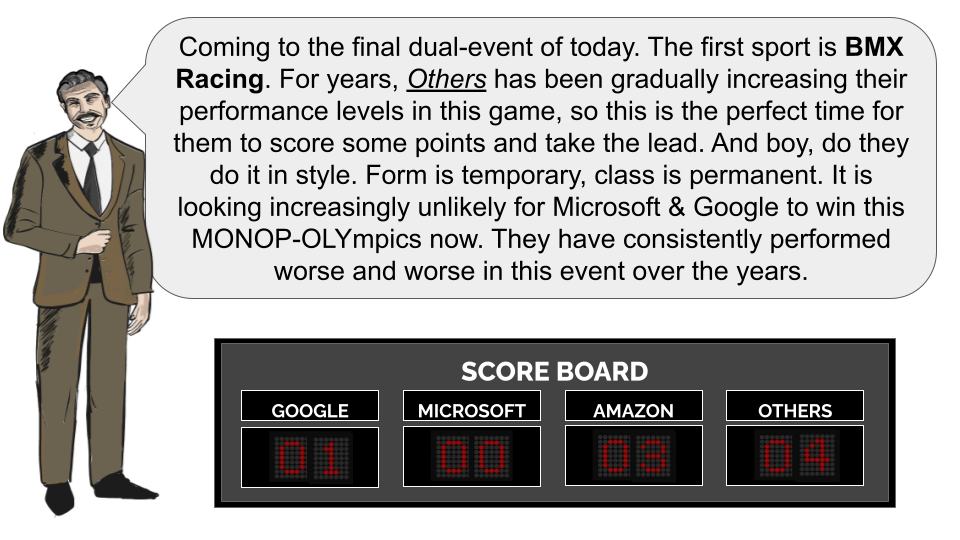 Coming to the final dual-event of today. The first sport is BMX
Racing. For years, Others has been gradually increasing their
performance levels in this game, so this is the perfect time for
them to score some points and take the lead. And boy, do they
do it in style. Form is temporary, class is permanent. It is
looking increasingly unlikely for Microsoft & Google to win this
MONOP-OLYmpics now. They have consistently performed
worse and worse in this event over the years.
SCORE BOARD
GOOGLE MICROSOFT AMAZON OTHERS
01 00 03 04